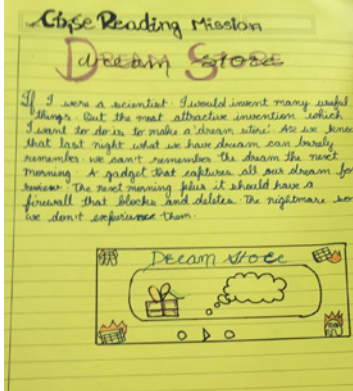 Cbse Reading Mission
Dream Store
If I were a scientist. I would invent many useful
things. But the most attractive invention which
I want to do is to make a 'dream store'. As we know
that last night what we have dream can barely
remember. we can't remember the dream the next
morning. A gadget that captures all our dream for
The next morning plus it should have a
firewall that blocks and deletes. The nightmare so
we don't experience them.
Dream Store